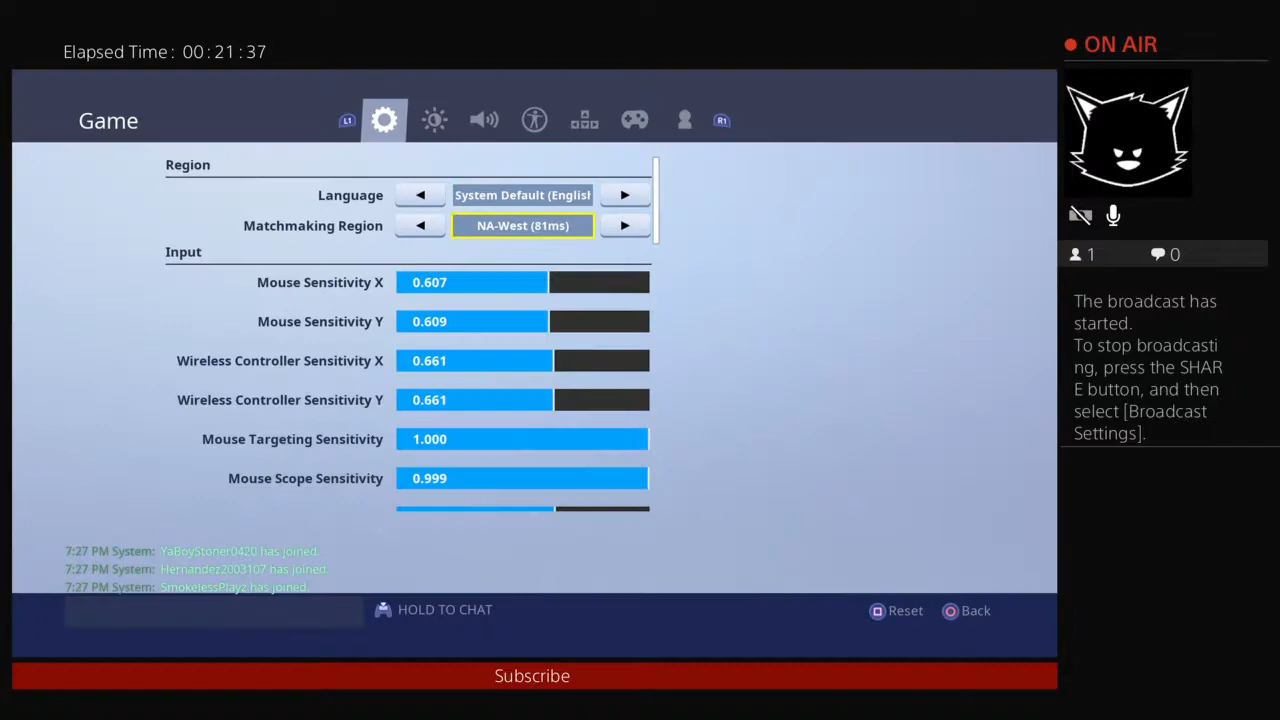 Elapsed Time: 00:21:37
ON AIR
Game
L1
R1
Region
Language
System Default (English
Matchmaking Region
NA-West (81ms)
Input
Mouse Sensitivity X
0.607
Mouse Sensitivity Y
0.609
Wireless Controller Sensitivity X
0.661
Wireless Controller Sensitivity Y
0.661
Mouse Targeting Sensitivity
1.000
Mouse Scope Sensitivity
0.999
7:27 PM System: YaBoyStoner0420 has joined.
7:27 PM System: Hernandez2003107 has joined.
7:27 PM System: SmokelessPlayz has joined.
HOLD TO CHAT
Reset
Back
Subscribe
1
0
The broadcast has
started.
To stop broadcasti
ng, press the SHAR
E button, and then
select [Broadcast
Settings].